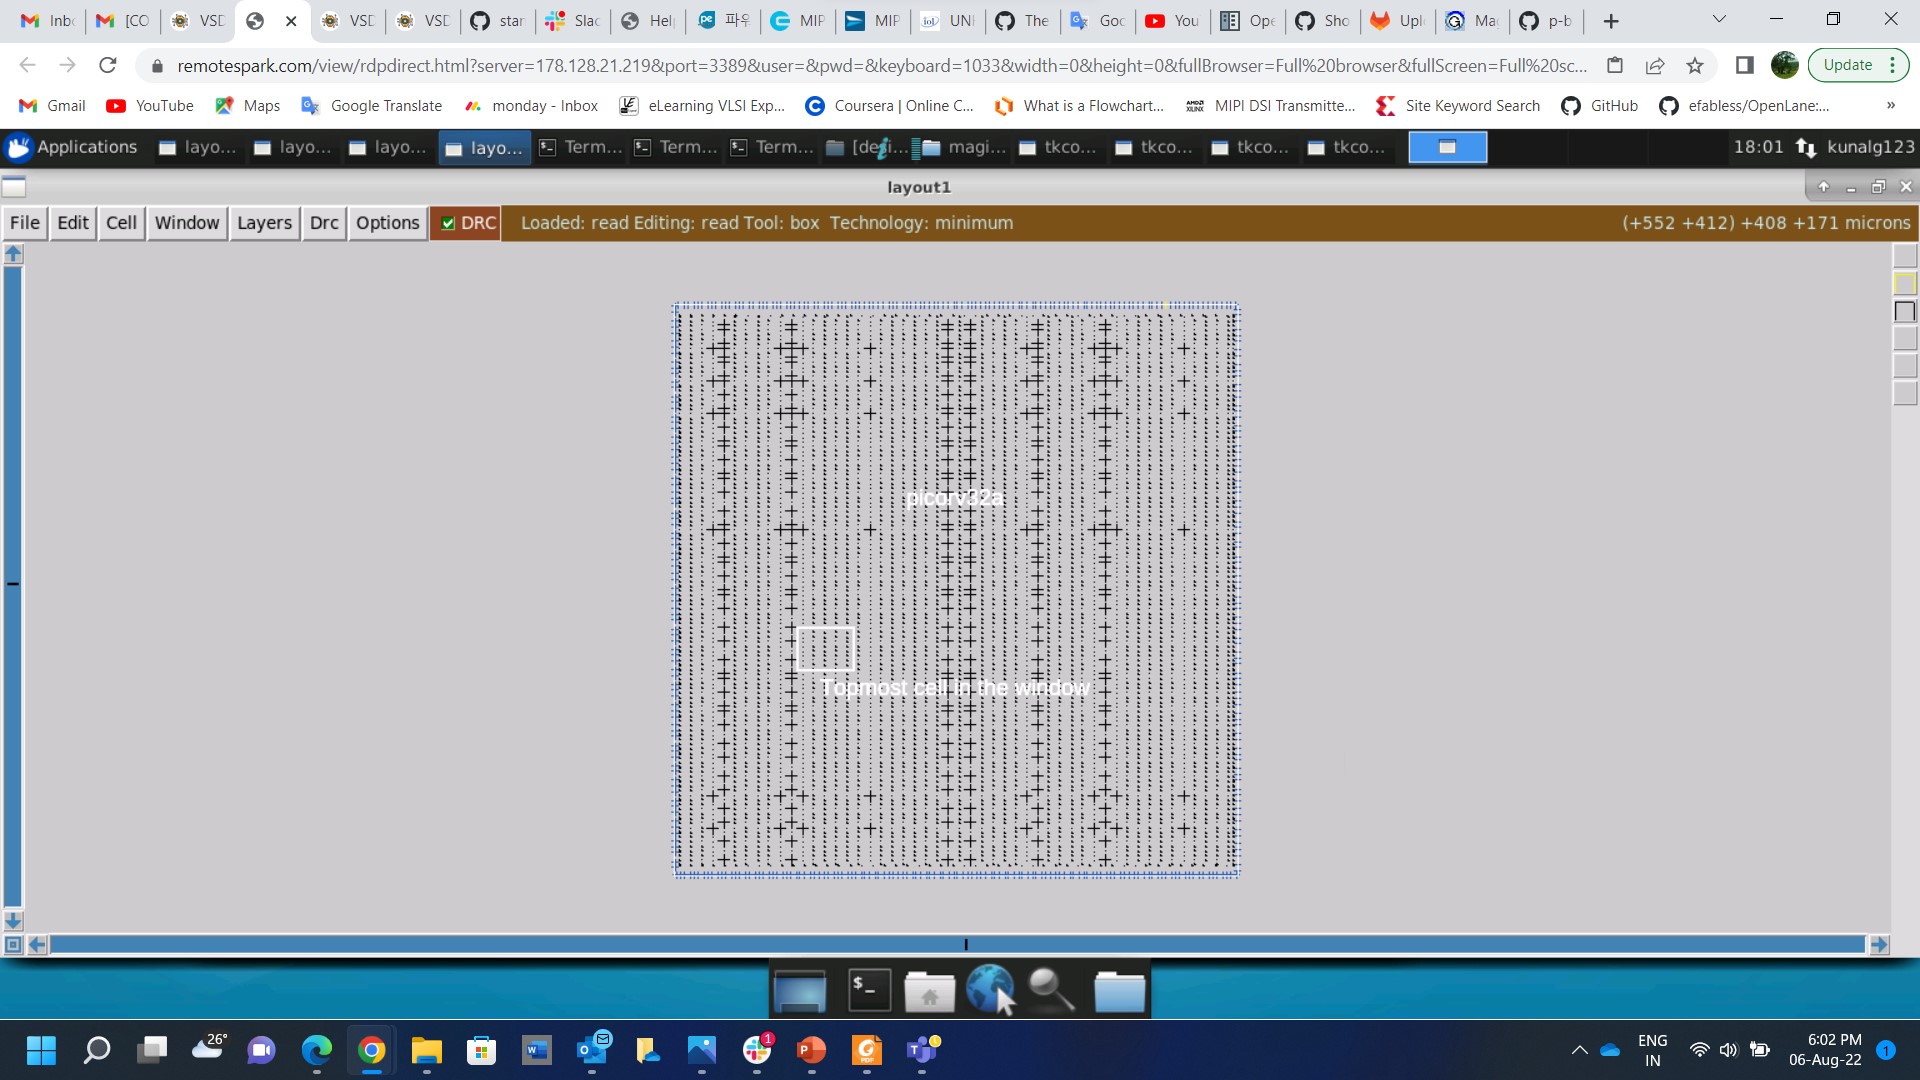 Inb
[CO
VSD
VSD
VSD
star
Slac
Help
파우
MIP
MIP
UNI
The
Goo
You
Ope
Sho
Upl
Mag
p-b
remotespark.com/view/rdpdirect.html?server=178.128.21.219&port=3389&user=&pwd=&keyboard=1033&width=0&height=0&fullBrowser=Full%20browser&fullScreen=Full%20sc...
Update
Gmail
YouTube
Maps
Google Translate
monday - Inbox
eLearning VLSI Exp...
Coursera | Online C...
What is a Flowchart...
MIPI DSI Transmitte...
Site Keyword Search
GitHub
efabless/OpenLane:...
»
Applications
layo...
layo...
layo...
layo...
Term...
Term...
Term...
[desi...
magi...
tkco...
tkco...
tkco...
tkco...
18:01
kunalg123
layout1
File
Edit
Cell
Window
Layers
Drc
Options
DRC
Loaded: read Editing: read Tool: box Technology: minimum
(+552 +412) +408 +171 microns
picorv32a
Topmost cell in the window
26°
1
ENG
IN
6:02 PM
06-Aug-22
1